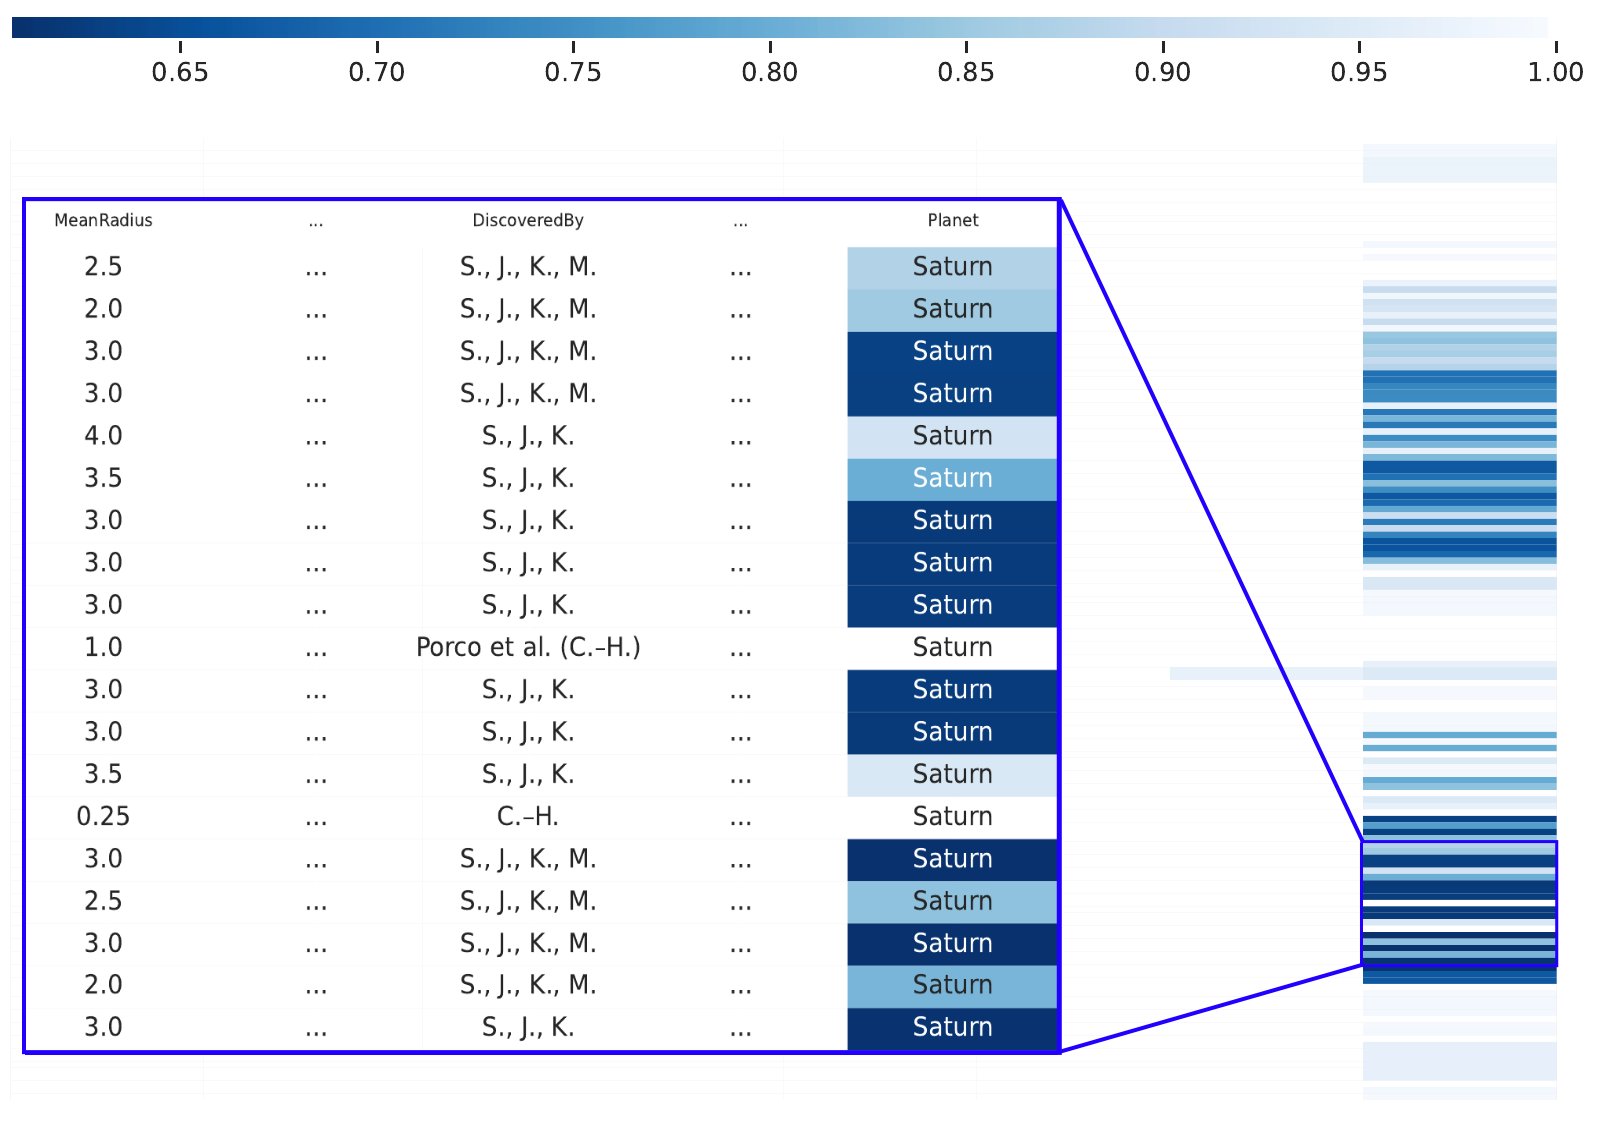 0.65 0.70 0.75 0.80 0.85 0.90 0.95 1.00
MeanRadius ... DiscoveredBy ... Planet
2.5 ... S., J., K., M. ... Saturn
2.0 ... S., J., K., M. ... Saturn
3.0 ... S., J., K., M. ... Saturn
3.0 ... S., J., K., M. ... Saturn
4.0 ... S., J., K. ... Saturn
3.5 ... S., J., K. ... Saturn
3.0 ... S., J., K. ... Saturn
3.0 ... S., J., K. ... Saturn
3.0 ... S., J., K. ... Saturn
1.0 ... Porco et al. (C.–H.) ... Saturn
3.0 ... S., J., K. ... Saturn
3.0 ... S., J., K. ... Saturn
3.5 ... S., J., K. ... Saturn
0.25 ... C.–H. ... Saturn
3.0 ... S., J., K., M. ... Saturn
2.5 ... S., J., K., M. ... Saturn
3.0 ... S., J., K., M. ... Saturn
2.0 ... S., J., K., M. ... Saturn
3.0 ... S., J., K. ... Saturn